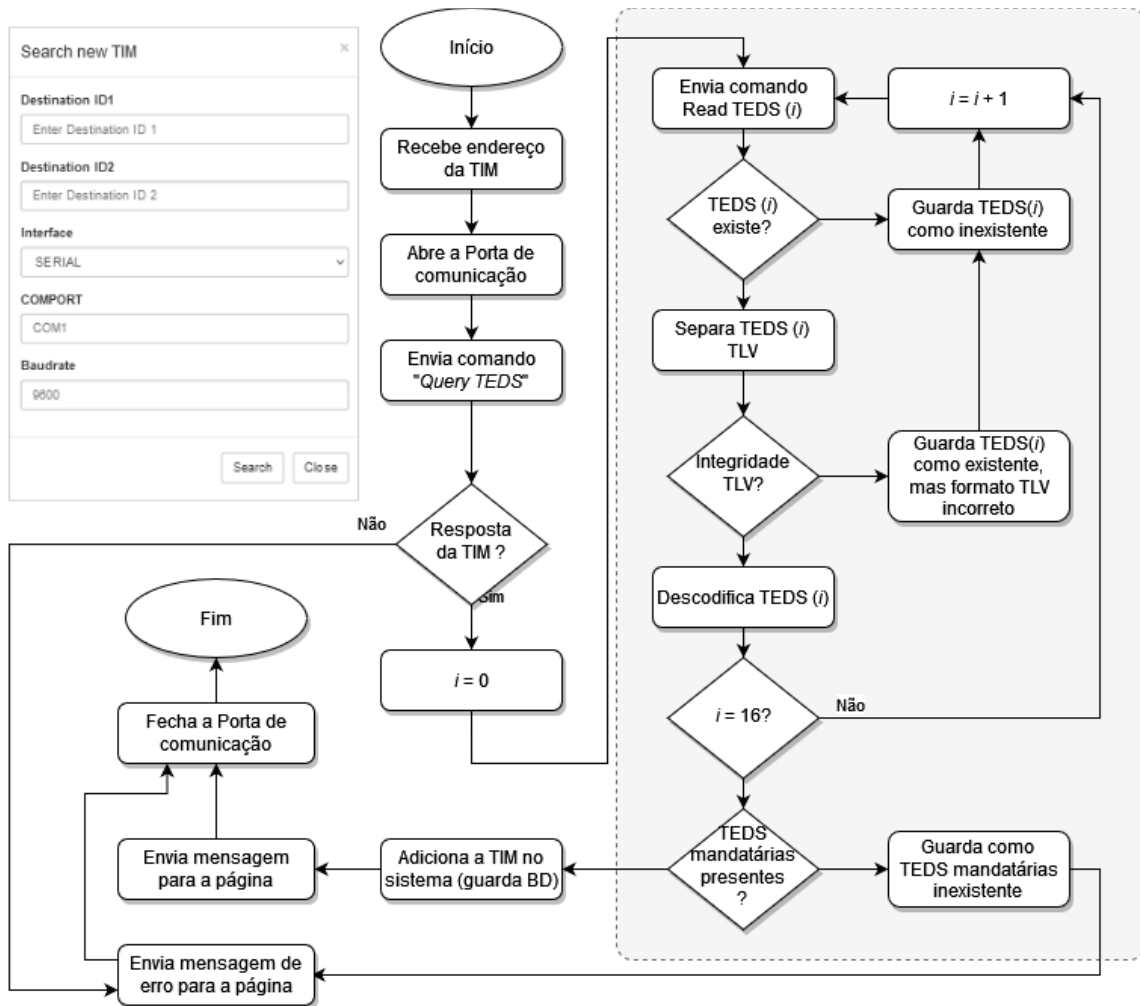 Search new TIM
×
Destination ID1
Enter Destination ID 1
Destination ID2
Enter Destination ID 2
Interface
SERIAL
COMPORT
COM1
Baudrate
9600
Search
Close
Início
Recebe endereço
da TIM
Abre a Porta de
comunicação
Envia comando
"Query TEDS"
Resposta
da TIM ?
Não
Sim
i = 0
Envia comando
Read TEDS (i)
i = i + 1
TEDS (i)
existe?
Guarda TEDS(i)
como inexistente
Separa TEDS (i)
TLV
Integridade
TLV?
Guarda TEDS(i)
como existente,
mas formato TLV
incorreto
Descodifica TEDS (i)
i = 16?
Não
TEDS
mandatárias
presentes
?
Guarda como
TEDS mandatárias
inexistente
Adiciona a TIM no
sistema (guarda BD)
Envia mensagem
para a página
Fecha a Porta de
comunicação
Fim
Envia mensagem de
erro para a página